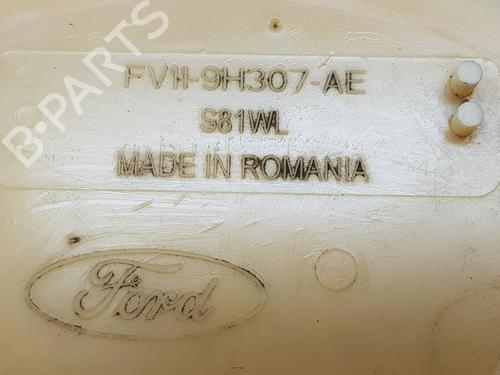 B-PARTS
FV11-9H307-AE
S81WL
MADE IN ROMANIA
Ford